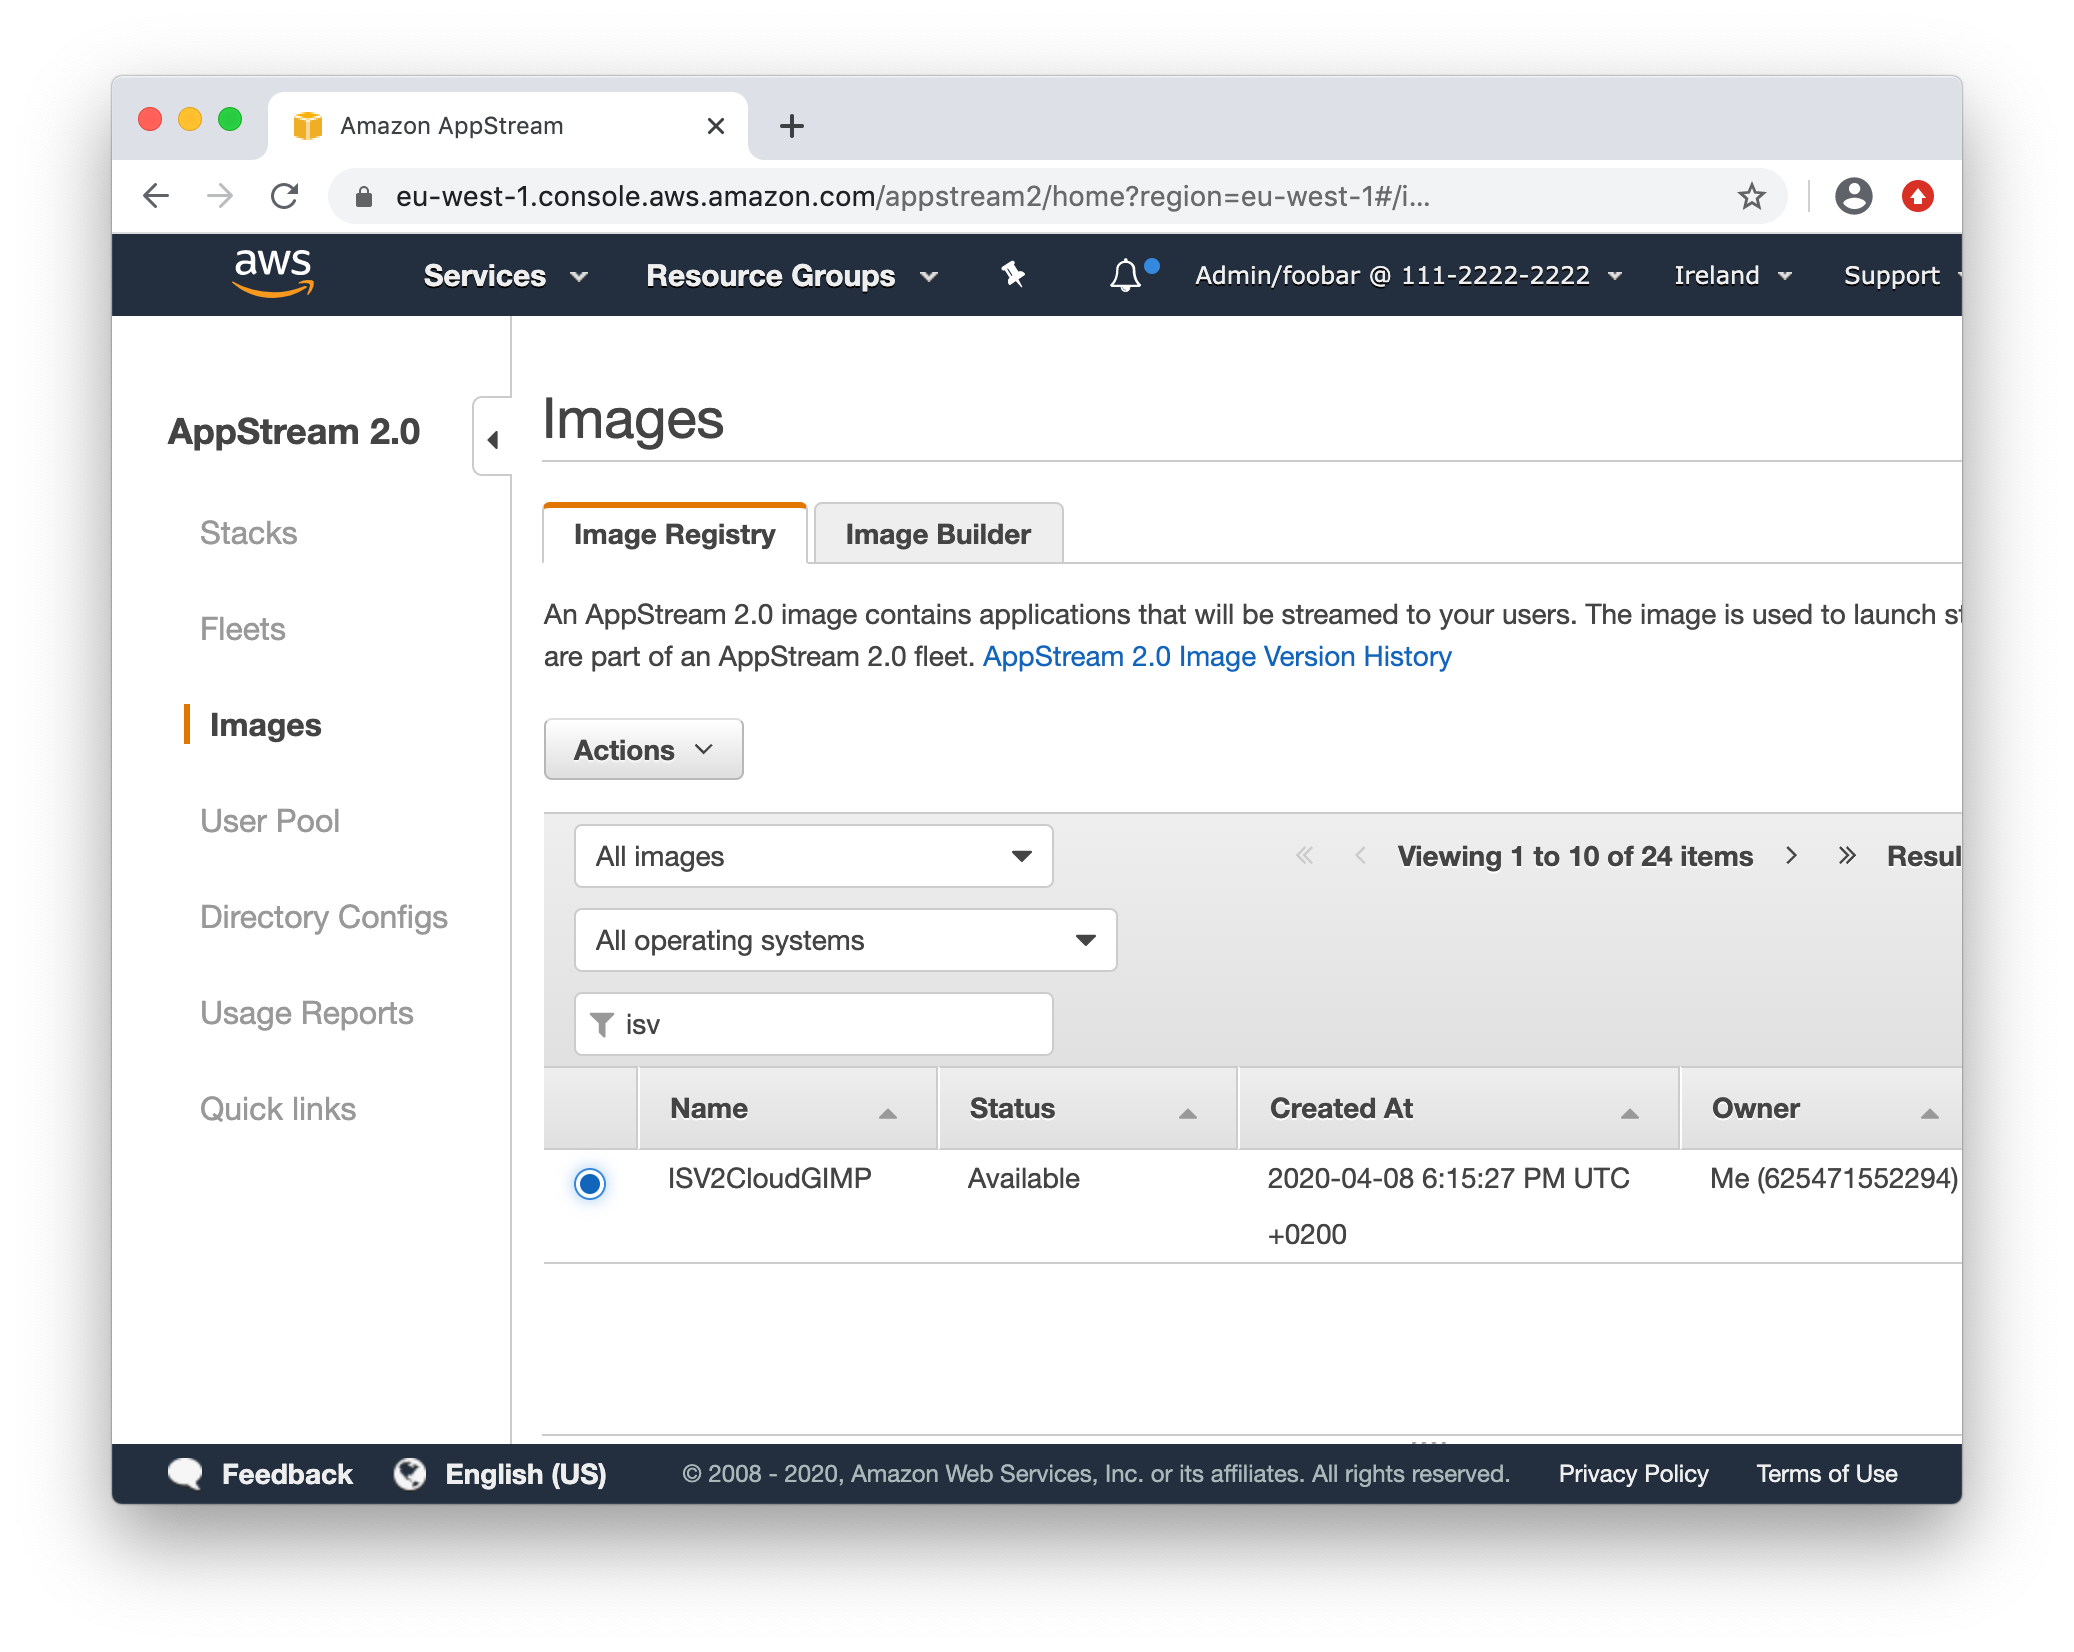 Amazon AppStream
eu-west-1.console.aws.amazon.com/appstream2/home?region=eu-west-1#/i...
aws Services Resource Groups Admin/foobar @ 111-2222-2222 Ireland Support
AppStream 2.0
Stacks
Fleets
Images
User Pool
Directory Configs
Usage Reports
Quick links
Images
Image Registry Image Builder
An AppStream 2.0 image contains applications that will be streamed to your users. The image is used to launch
are part of an AppStream 2.0 fleet. AppStream 2.0 Image Version History
Actions
All images Viewing 1 to 10 of 24 items
All operating systems
isv
Name Status Created At Owner
ISV2CloudGIMP Available 2020-04-08 6:15:27 PM UTC Me (625471552294)
+0200
Feedback English (US) © 2008 - 2020, Amazon Web Services, Inc. or its affiliates. All rights reserved. Privacy Policy Terms of Use